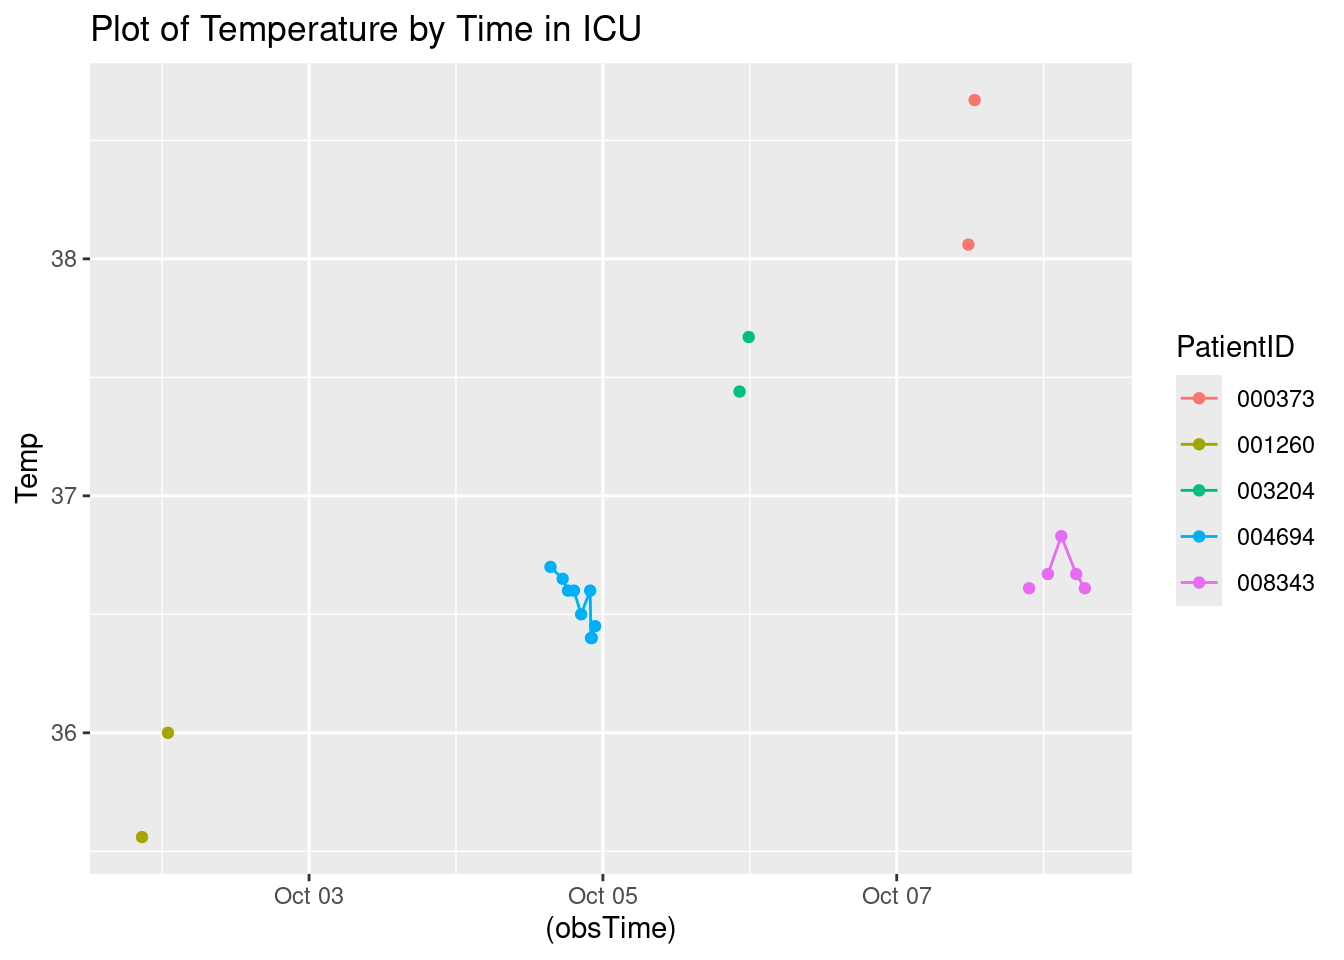 Plot of Temperature by Time in ICU
38
37
36
Temp
Oct 03
Oct 05
Oct 07
(obsTime)
PatientID
000373
001260
003204
004694
008343